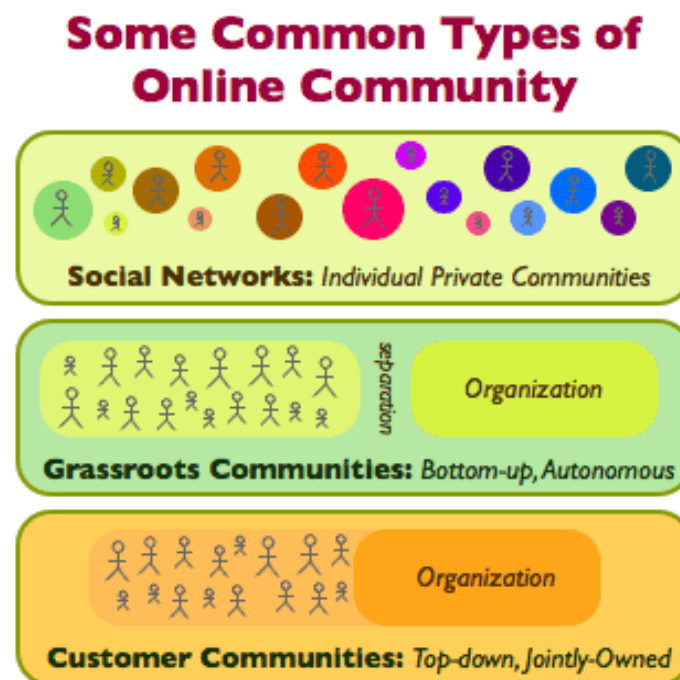 Some Common Types of
Online Community
Social Networks: Individual Private Communities
separation
Organization
Grassroots Communities: Bottom-up, Autonomous
Organization
Customer Communities: Top-down, Jointly-Owned